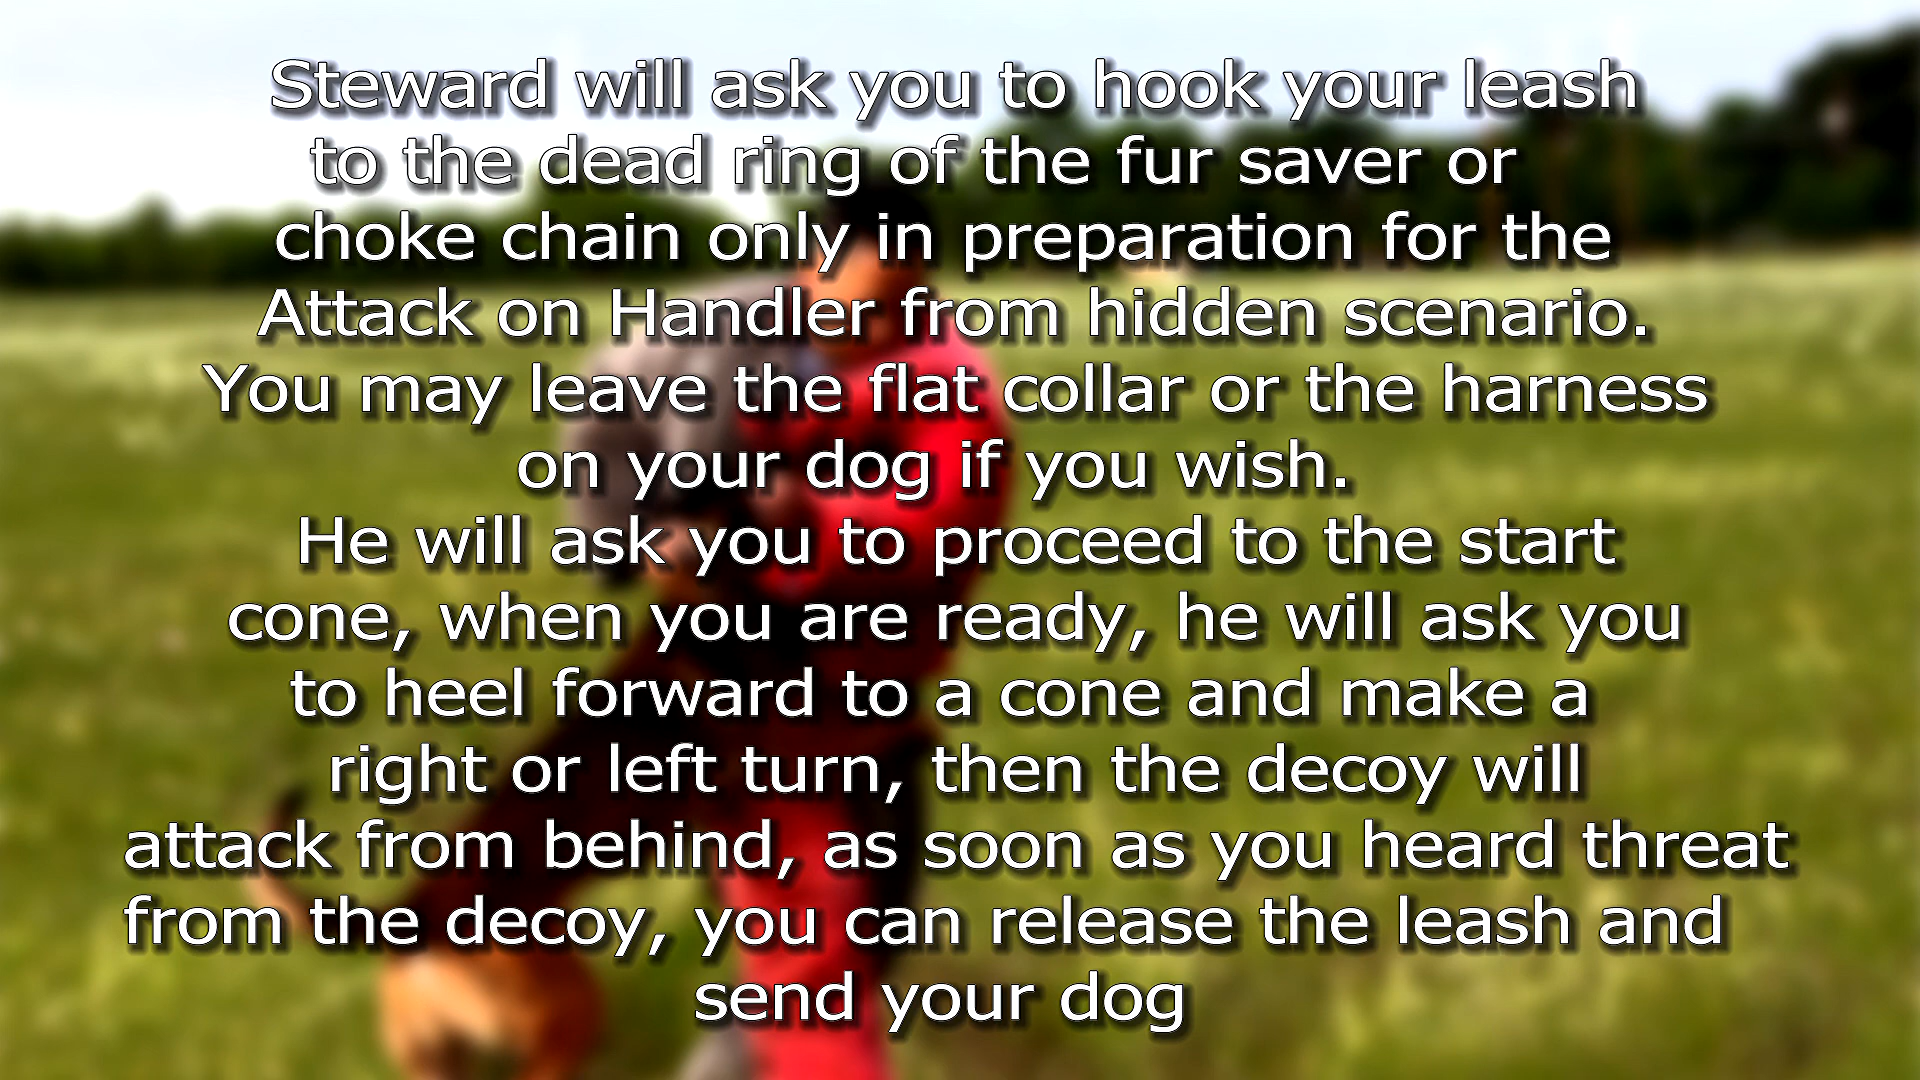 Steward will ask you to hook your leash
to the dead ring of the fur saver or
choke chain only in preparation for the
Attack on Handler from hidden scenario.
You may leave the flat collar or the harness
on your dog if you wish.
He will ask you to proceed to the start
cone, when you are ready, he will ask you
to heel forward to a cone and make a
right or left turn, then the decoy will
attack from behind, as soon as you heard threat
from the decoy, you can release the leash and
send your dog